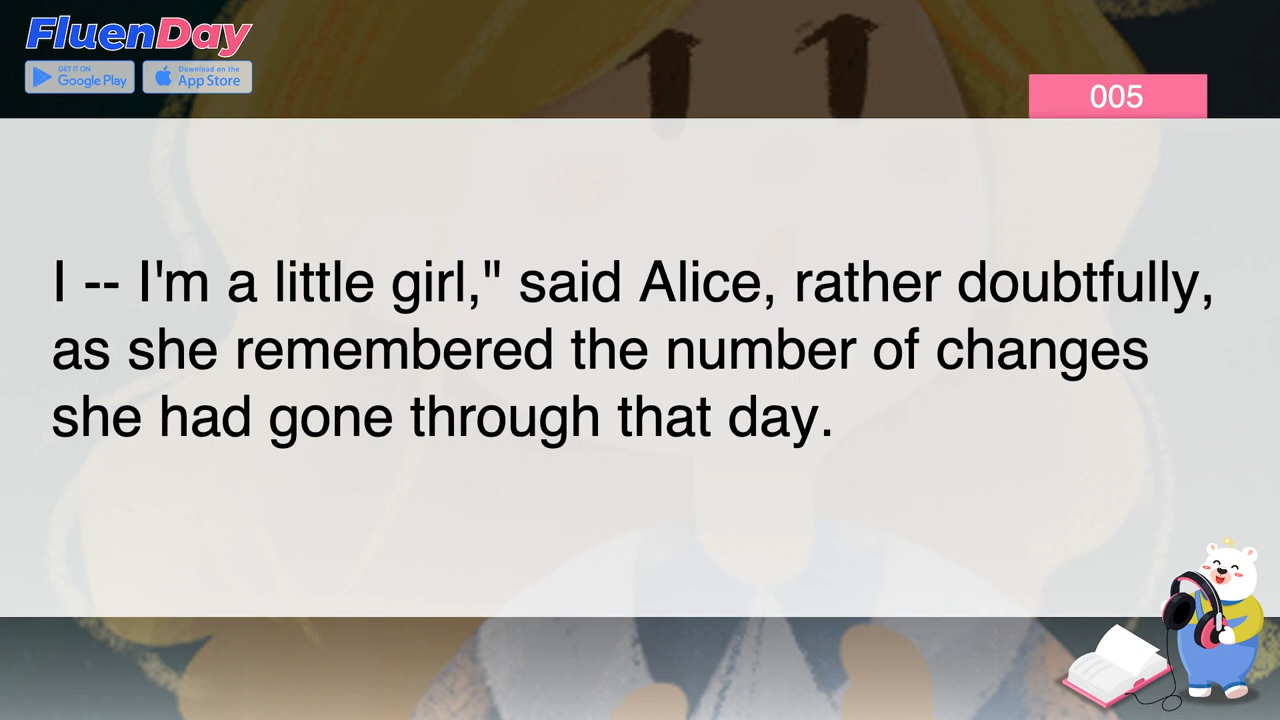 FluenDay
GET IT ON
Google Play
Download on the
App Store
005
I -- I'm a little girl," said Alice, rather doubtfully,
as she remembered the number of changes
she had gone through that day.